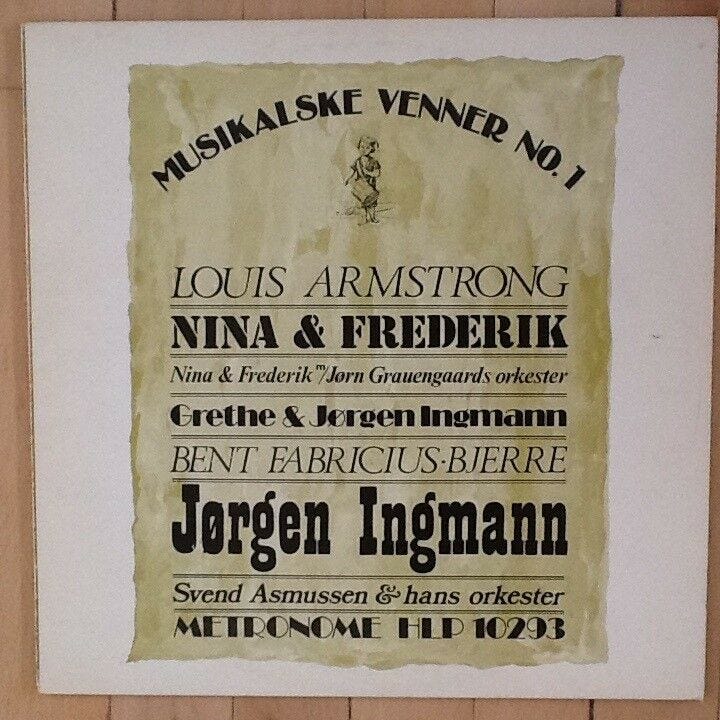 MUSIKALSKE VENNER NO. 1
LOUIS ARMSTRONG
NINA & FREDERIK
Nina & Frederik m/Jørn Grauengaards orkester
Grethe & Jørgen Ingmann
BENT FABRICIUS-BJERRE
Jørgen Ingmann
Svend Asmussen & hans orkester
METRONOME HLP 10293